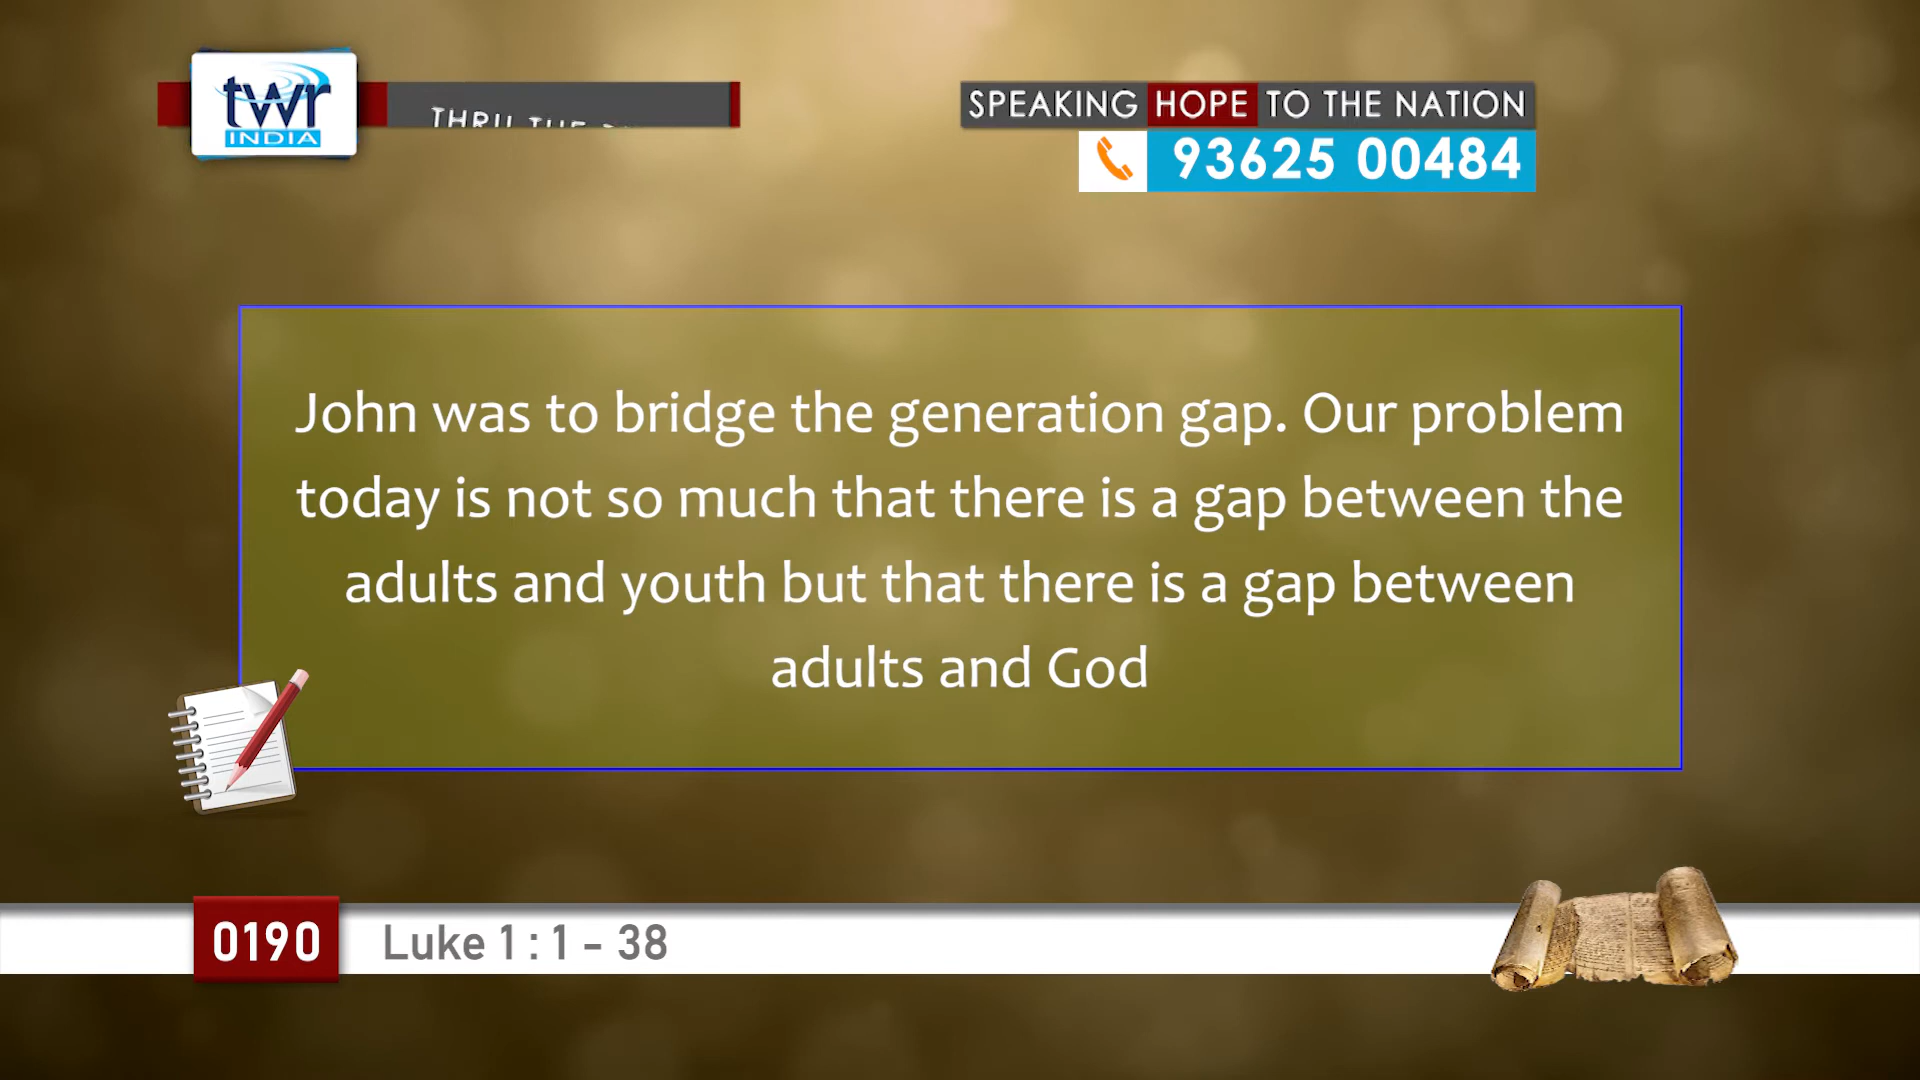 twr
INDIA
THRU THE
SPEAKING HOPE TO THE NATION
93625 00484
John was to bridge the generation gap. Our problem
today is not so much that there is a gap between the
adults and youth but that there is a gap between
adults and God
0190
Luke 1 : 1 - 38